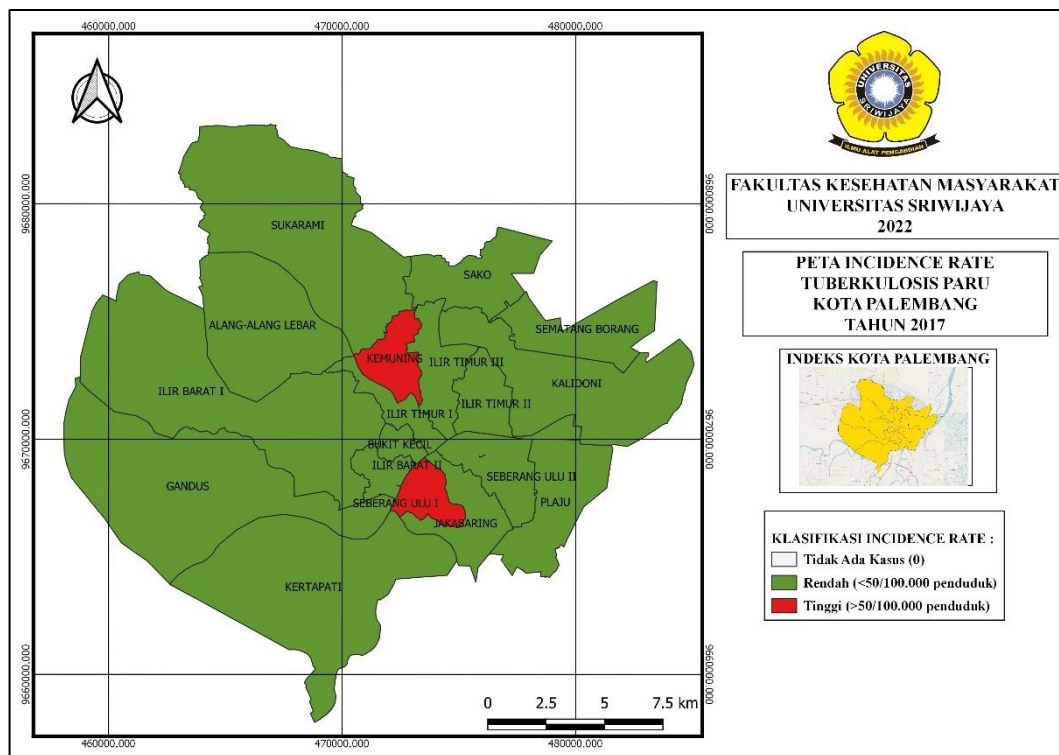 460000.000
470000.000
480000.000
9680000.000
9680000.000
9670000.000
9670000.000
9660000.000
9660000.000
SUKARAMI
SAKO
ALANG-ALANG LEBAR
SEMATANG BORANG
KEMUNING
ILIR TIMUR III
KALIDONI
ILIR BARAT I
ILIR TIMUR II
ILIR TIMUR I
BUKIT KECIL
ILIR BARAT II
SEBERANG ULU II
GANDUS
PLAJU
SEBERANG ULU I
JAKABARING
KERTAPATI
0 2.5 5 7.5 km
460000.000
470000.000
480000.000
UNIVERSITAS
SRIWIJAYA
ILMU ALAT PENGABDIAN
FAKULTAS KESEHATAN MASYARAKAT
UNIVERSITAS SRIWIJAYA
2022
PETA INCIDENCE RATE
TUBERKULOSIS PARU
KOTA PALEMBANG
TAHUN 2017
INDEKS KOTA PALEMBANG
KLASIFIKASI INCIDENCE RATE :
Tidak Ada Kasus (0)
Rendah (<50/100.000 penduduk)
Tinggi (>50/100.000 penduduk)